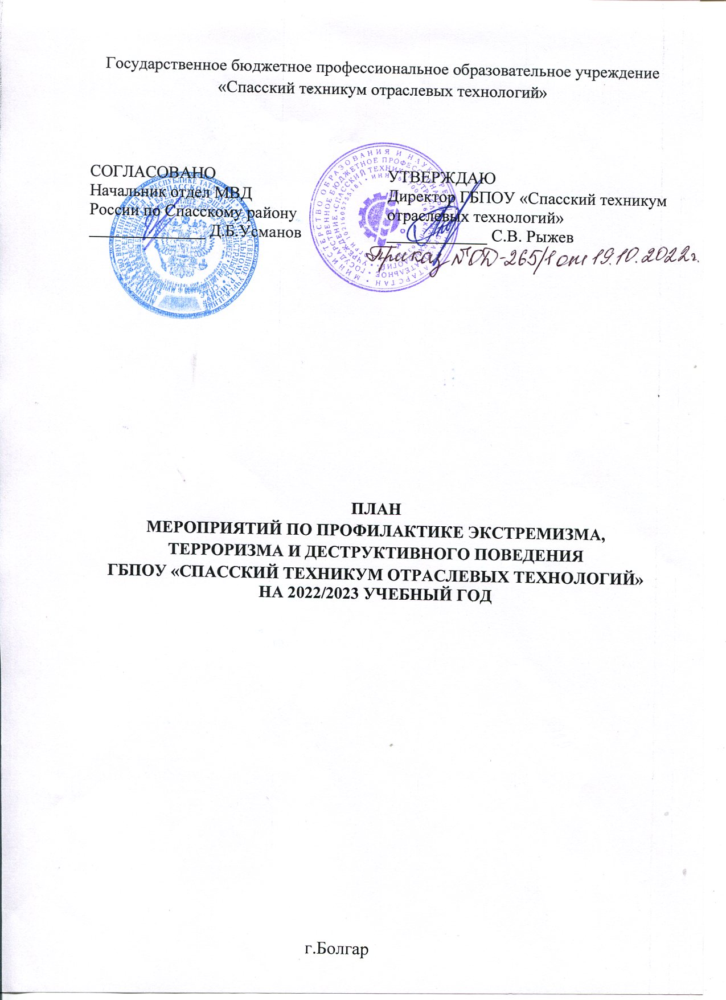 Государственное бюджетное профессиональное образовательное учреждение
«Спасский техникум отраслевых технологий»
СОГЛАСОВАНО
Начальник отдел МВД
России по Спасскому району
______________ Д.Б.Усманов
УТВЕРЖДАЮ
Директор ГБПОУ «Спасский техникум
отраслевых технологий»
____________ С.В. Рыжев
Приказ №ОД-265/1 от 19.10.2022г.
ПЛАН
МЕРОПРИЯТИЙ ПО ПРОФИЛАКТИКЕ ЭКСТРЕМИЗМА,
ТЕРРОРИЗМА И ДЕСТРУКТИВНОГО ПОВЕДЕНИЯ
ГБПОУ «СПАССКИЙ ТЕХНИКУМ ОТРАСЛЕВЫХ ТЕХНОЛОГИЙ»
НА 2022/2023 УЧЕБНЫЙ ГОД
г.Болгар